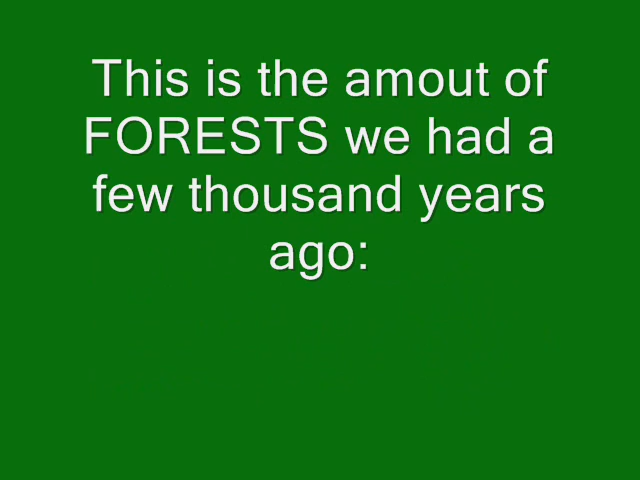 This is the amout of
FORESTS we had a
few thousand years
ago: